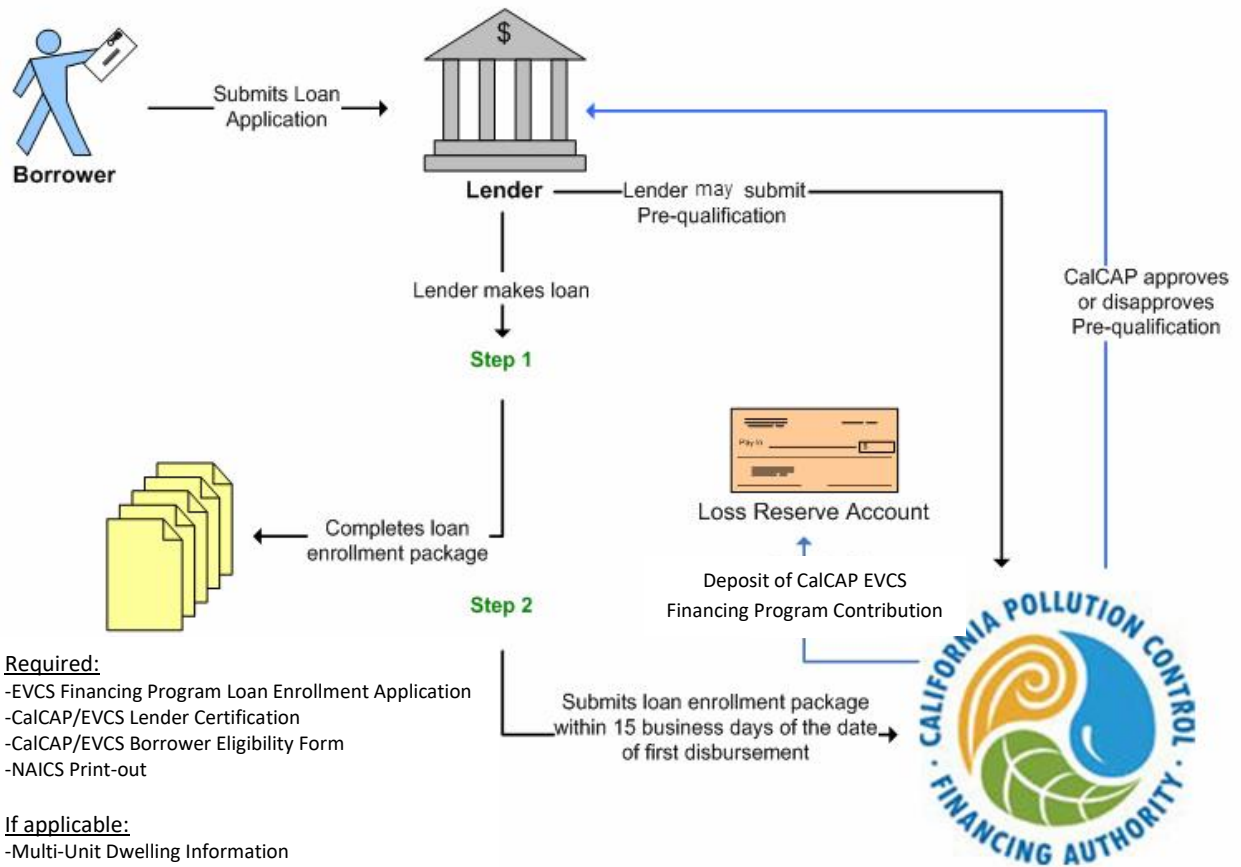 $
Submits Loan
Application
Borrower
Lender
Lender may submit
Pre-qualification
Lender makes loan
CalCAP approves
or disapproves
Pre-qualification
Step 1
Pay to
$
Loss Reserve Account
Completes loan
enrollment package
Deposit of CalCAP EVCS
Financing Program Contribution
Step 2
Required:
-EVCS Financing Program Loan Enrollment Application
-CalCAP/EVCS Lender Certification
-CalCAP/EVCS Borrower Eligibility Form
-NAICS Print-out
Submits loan enrollment package
within 15 business days of the date
of first disbursement
CALIFORNIA POLLUTION CONTROL
· FINANCING AUTHORITY ·
If applicable:
-Multi-Unit Dwelling Information